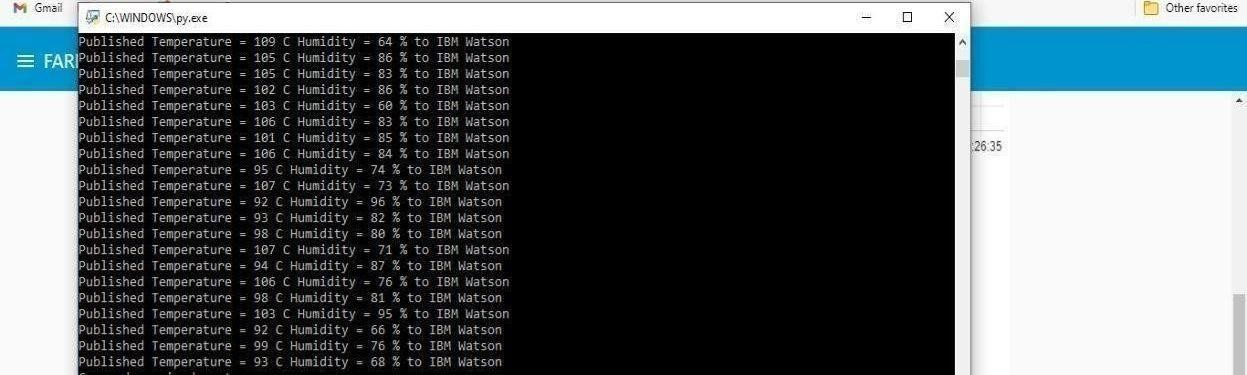 Gmail
Other favorites
C:\WINDOWS\py.exe
FAR
Published Temperature = 109 C Humidity = 64 % to IBM Watson
Published Temperature = 105 C Humidity = 86 % to IBM Watson
Published Temperature = 105 C Humidity = 83 % to IBM Watson
Published Temperature = 102 C Humidity = 86 % to IBM Watson
Published Temperature = 103 C Humidity = 60 % to IBM Watson
Published Temperature = 106 C Humidity = 83 % to IBM Watson
Published Temperature = 101 C Humidity = 85 % to IBM Watson
Published Temperature = 106 C Humidity = 84 % to IBM Watson
:26:35
Published Temperature = 95 C Humidity = 74 % to IBM Watson
Published Temperature = 107 C Humidity = 73 % to IBM Watson
Published Temperature = 92 C Humidity = 96 % to IBM Watson
Published Temperature = 93 C Humidity = 82 % to IBM Watson
Published Temperature = 98 C Humidity = 80 % to IBM Watson
Published Temperature = 107 C Humidity = 71 % to IBM Watson
Published Temperature = 94 C Humidity = 87 % to IBM Watson
Published Temperature = 106 C Humidity = 76 % to IBM Watson
Published Temperature = 98 C Humidity = 81 % to IBM Watson
Published Temperature = 103 C Humidity = 95 % to IBM Watson
Published Temperature = 92 C Humidity = 66 % to IBM Watson
Published Temperature = 99 C Humidity = 76 % to IBM Watson
Published Temperature = 93 C Humidity = 68 % to IBM Watson